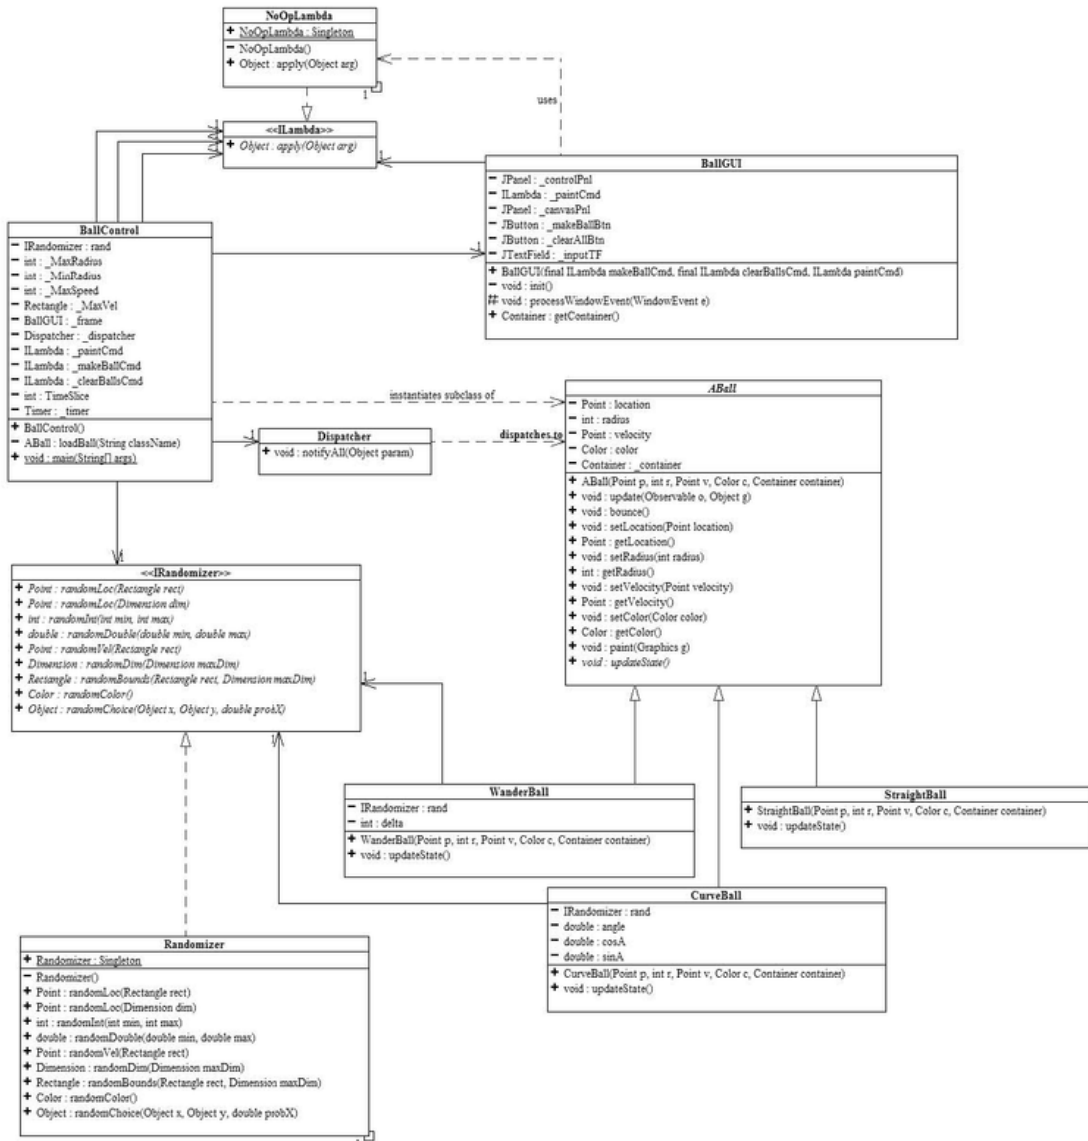 NoOpLambda
+ NoOpLambda : Singleton
− NoOpLambda()
+ Object : apply(Object arg)
1
uses
<<ILambda>>
+ Object : apply(Object arg)
1
1
1
1
BallGUI
− JPanel : _controlPnl
− ILambda : _paintCmd
− JPanel : _canvasPnl
− JButton : _makeBallBtn
− JButton : _clearAllBtn
− JTextField : _inputTF
+ BallGUI(final ILambda makeBallCmd, final ILambda clearBallsCmd, ILambda paintCmd)
− void : init()
# void : processWindowEvent(WindowEvent e)
+ Container : getContainer()
1
BallControl
− IRandomizer : rand
− int : _MaxRadius
− int : _MinRadius
− int : _MaxSpeed
− Rectangle : _MaxVel
− BallGUI : _frame
− Dispatcher : _dispatcher
− ILambda : _paintCmd
− ILambda : _makeBallCmd
− ILambda : _clearBallsCmd
− int : TimeSlice
− Timer : _timer
+ BallControl()
− ABall : loadBall(String className)
+ void : main(String[] args)
instantiates subclass of
1
Dispatcher
+ void : notifyAll(Object param)
dispatches to
ABall
− Point : location
− int : radius
− Point : velocity
− Color : color
− Container : _container
+ ABall(Point p, int r, Point v, Color c, Container container)
+ void : update(Observable o, Object g)
+ void : bounce()
+ void : setLocation(Point location)
+ Point : getLocation()
+ void : setRadius(int radius)
+ int : getRadius()
+ void : setVelocity(Point velocity)
+ Point : getVelocity()
+ void : setColor(Color color)
+ Color : getColor()
+ void : paint(Graphics g)
+ void : updateState()
1
<<IRandomizer>>
+ Point : randomLoc(Rectangle rect)
+ Point : randomLoc(Dimension dim)
+ int : randomInt(int min, int max)
+ double : randomDouble(double min, double max)
+ Point : randomVel(Rectangle rect)
+ Dimension : randomDim(Dimension maxDim)
+ Rectangle : randomBounds(Rectangle rect, Dimension maxDim)
+ Color : randomColor()
+ Object : randomChoice(Object x, Object y, double probX)
1
1
WanderBall
− IRandomizer : rand
− int : delta
+ WanderBall(Point p, int r, Point v, Color c, Container container)
+ void : updateState()
StraightBall
+ StraightBall(Point p, int r, Point v, Color c, Container container)
+ void : updateState()
CurveBall
− IRandomizer : rand
− double : angle
− double : cosA
− double : sinA
+ CurveBall(Point p, int r, Point v, Color c, Container container)
+ void : updateState()
Randomizer
+ Randomizer : Singleton
− Randomizer()
+ Point : randomLoc(Rectangle rect)
+ Point : randomLoc(Dimension dim)
+ int : randomInt(int min, int max)
+ double : randomDouble(double min, double max)
+ Point : randomVel(Rectangle rect)
+ Dimension : randomDim(Dimension maxDim)
+ Rectangle : randomBounds(Rectangle rect, Dimension maxDim)
+ Color : randomColor()
+ Object : randomChoice(Object x, Object y, double probX)